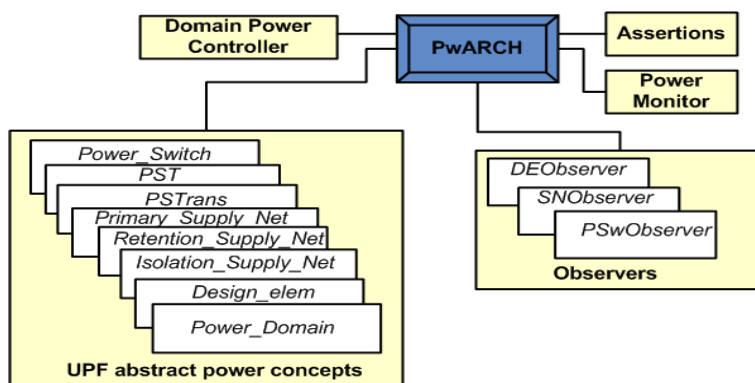 Domain Power
Controller
PwARCH
Assertions
Power
Monitor
Power_Switch
PST
PSTrans
Primary_Supply_Net
Retention_Supply_Net
Isolation_Supply_Net
Design_elem
Power_Domain
UPF abstract power concepts
DEObserver
SNObserver
PSwObserver
Observers